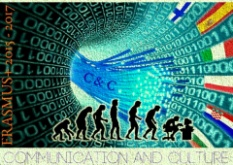 ERASMUS+ 2015 - 2017
C&C
COMMUNICATION AND CULTURE